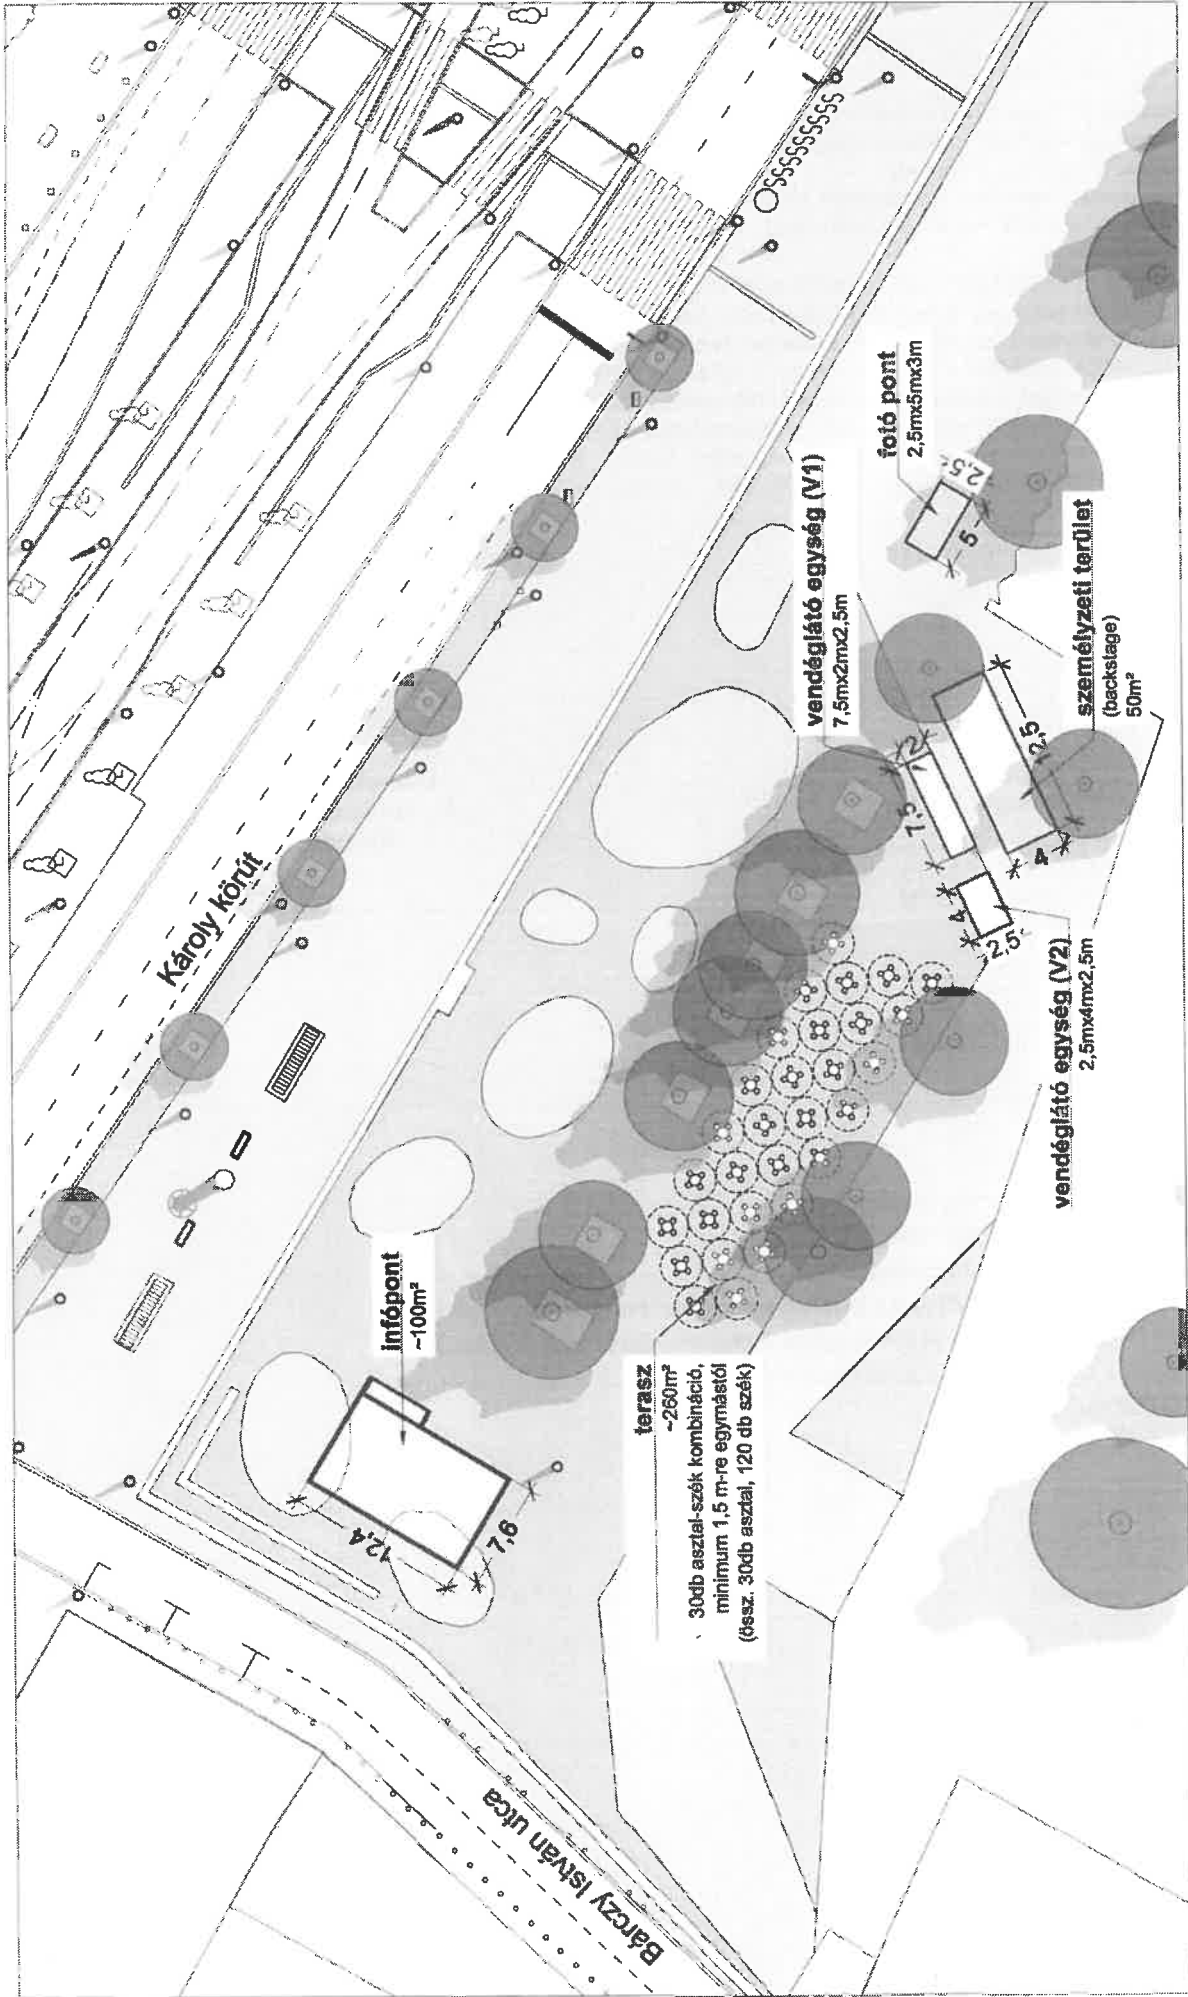 Károly körút
Bárczy István utca
infópont
~100m²
12,4
7,6
terasz
~260m²
30db asztal-szék kombináció,
minimum 1,5 m-re egymástól
(össz. 30db asztal, 120 db szék)
vendéglátó egység (V2)
2,5mx4mx2,5m
4
2,5
vendéglátó egység (V1)
7,5mx2mx2,5m
7,5
2
személyzeti terület
(backstage)
50m²
12,5
4
fotó pont
2,5mx5mx3m
5
2,5